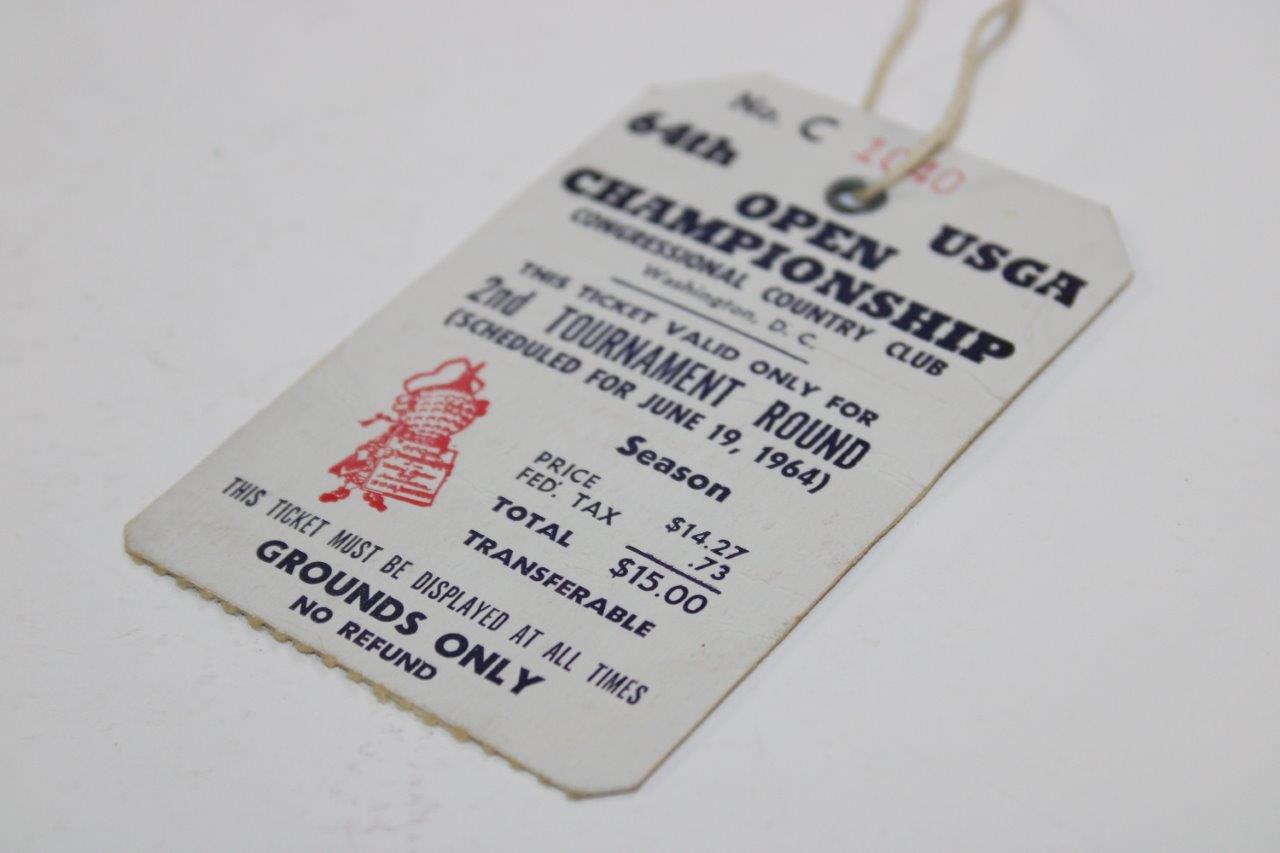 No. C
64th USGA
OPEN
CHAMPIONSHIP
CONGRESSIONAL COUNTRY CLUB
Washington, D. C.
THIS TICKET VALID ONLY FOR
2nd TOURNAMENT ROUND
(SCHEDULED FOR JUNE 19, 1964)
Season
PRICE $14.27
FED. TAX .73
TOTAL $15.00
TRANSFERABLE
THIS TICKET MUST BE DISPLAYED AT ALL TIMES
GROUNDS ONLY
NO REFUND